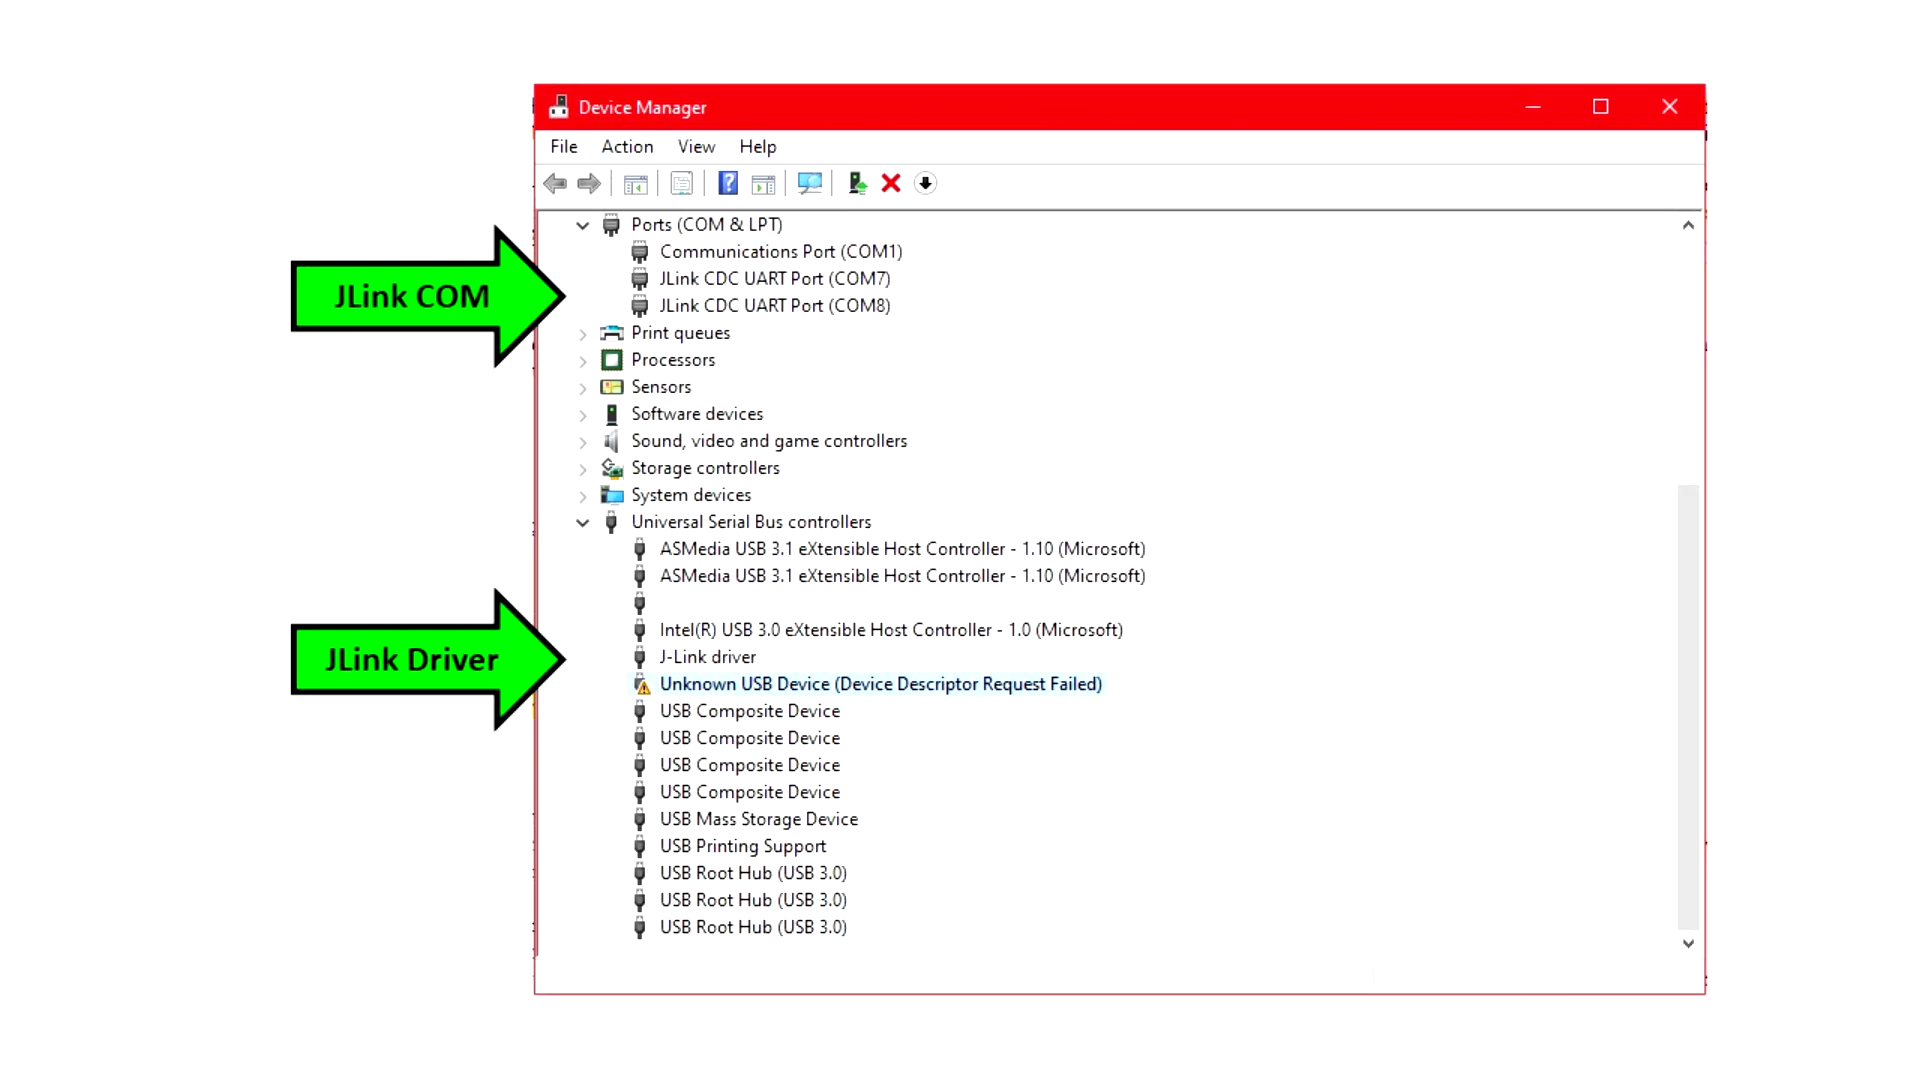 Device Manager
File Action View Help
Ports (COM & LPT)
Communications Port (COM1)
JLink CDC UART Port (COM7)
JLink COM
JLink CDC UART Port (COM8)
Print queues
Processors
Sensors
Software devices
Sound, video and game controllers
Storage controllers
System devices
Universal Serial Bus controllers
ASMedia USB 3.1 eXtensible Host Controller - 1.10 (Microsoft)
ASMedia USB 3.1 eXtensible Host Controller - 1.10 (Microsoft)
Intel(R) USB 3.0 eXtensible Host Controller - 1.0 (Microsoft)
JLink Driver
J-Link driver
Unknown USB Device (Device Descriptor Request Failed)
USB Composite Device
USB Composite Device
USB Composite Device
USB Composite Device
USB Mass Storage Device
USB Printing Support
USB Root Hub (USB 3.0)
USB Root Hub (USB 3.0)
USB Root Hub (USB 3.0)